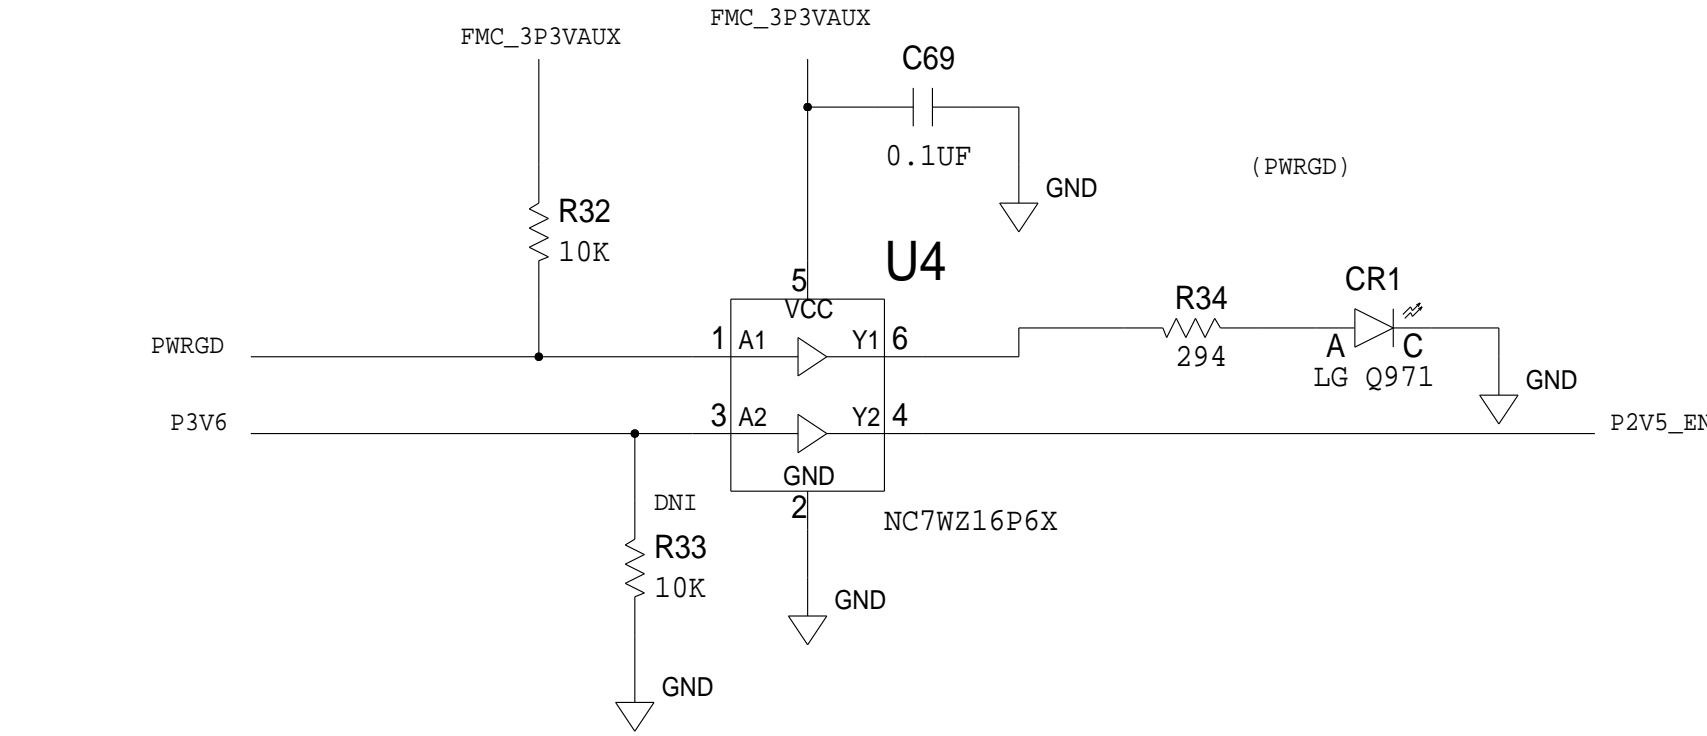 FMC_3P3VAUX
FMC_3P3VAUX
C69
0.1UF
(PWRGD)
GND
R32
10K
U4
5
VCC
CR1
R34
294
A
C
LG Q971
GND
PWRGD
1
A1
Y1
6
P3V6
3
A2
Y2
4
P2V5_EN
GND
2
DNI
NC7WZ16P6X
R33
10K
GND
GND